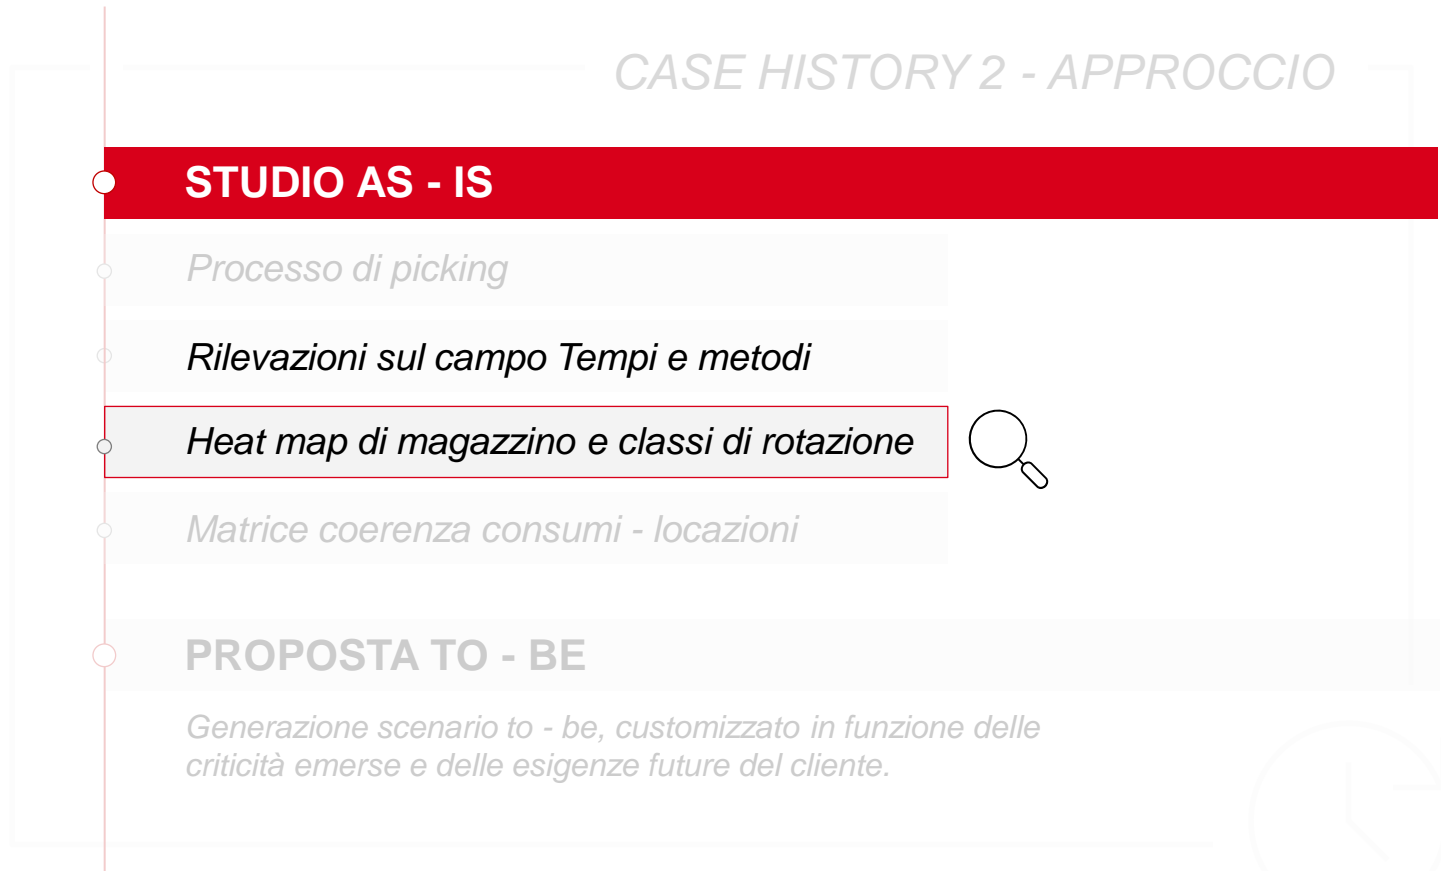 CASE HISTORY 2 - APPROCCIO
STUDIO AS - IS
Processo di picking
Rilevazioni sul campo Tempi e metodi
Heat map di magazzino e classi di rotazione
Matrice coerenza consumi - locazioni
PROPOSTA TO - BE
Generazione scenario to - be, customizzato in funzione delle
criticità emerse e delle esigenze future del cliente.